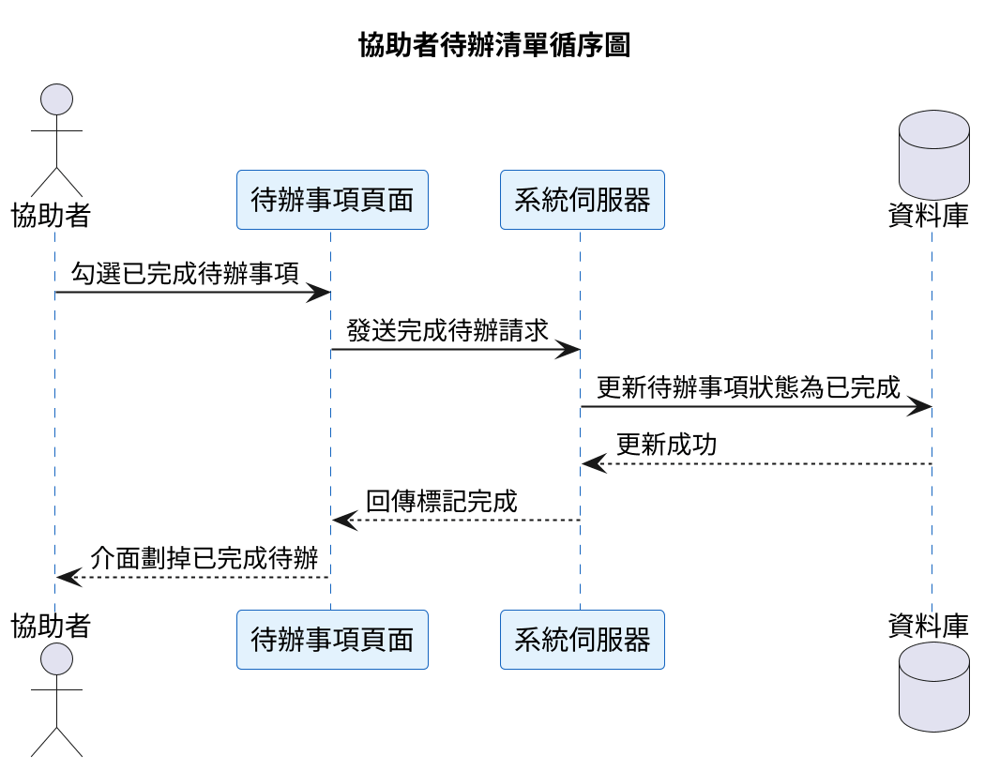 協助者待辦清單循序圖
協助者
待辦事項頁面
系統伺服器
資料庫
勾選已完成待辦事項
發送完成待辦請求
更新待辦事項狀態為已完成
更新成功
回傳標記完成
介面劃掉已完成待辦
協助者
待辦事項頁面
系統伺服器
資料庫